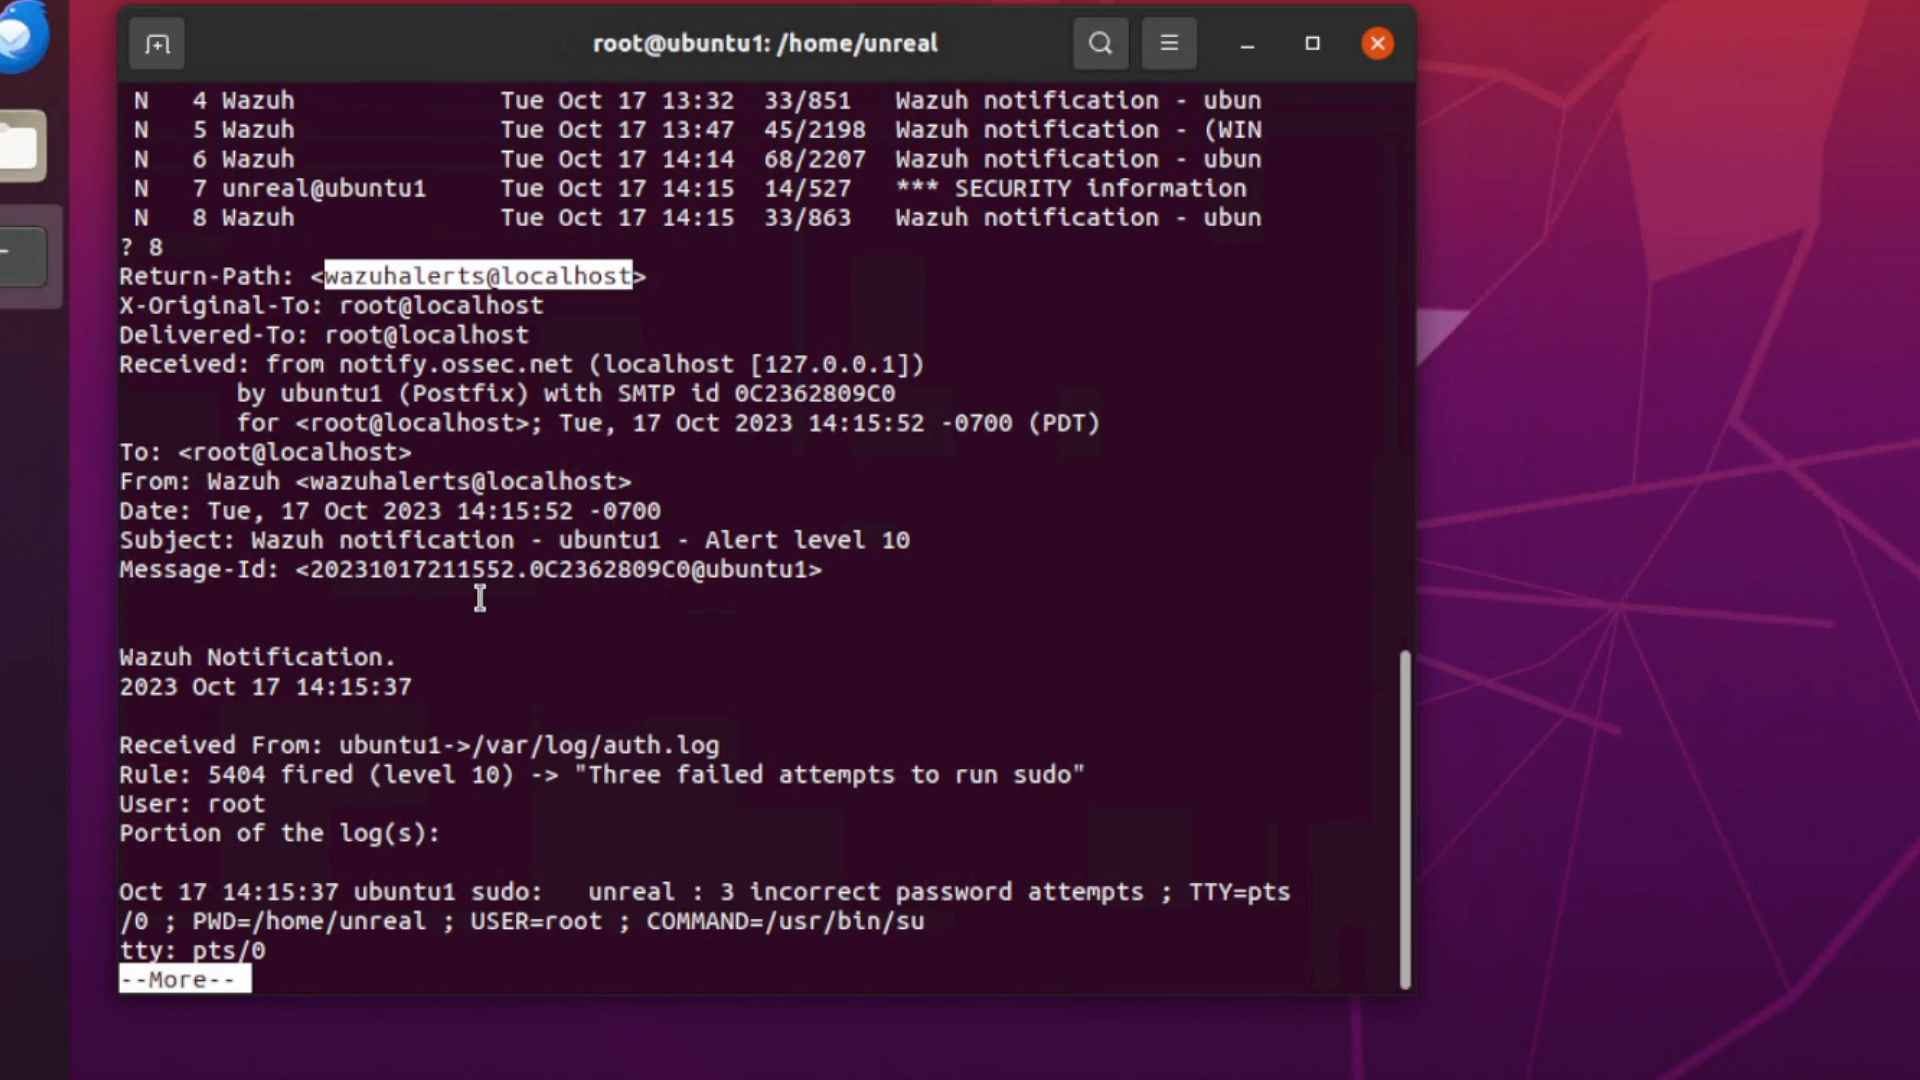 root@ubuntu1: /home/unreal
N 4 Wazuh Tue Oct 17 13:32 33/851 Wazuh notification - ubun
N 5 Wazuh Tue Oct 17 13:47 45/2198 Wazuh notification - (WIN
N 6 Wazuh Tue Oct 17 14:14 68/2207 Wazuh notification - ubun
N 7 unreal@ubuntu1 Tue Oct 17 14:15 14/527 *** SECURITY information
N 8 Wazuh Tue Oct 17 14:15 33/863 Wazuh notification - ubun
? 8
Return-Path: <wazuhalerts@localhost>
X-Original-To: root@localhost
Delivered-To: root@localhost
Received: from notify.ossec.net (localhost [127.0.0.1])
by ubuntu1 (Postfix) with SMTP id 0C2362809C0
for <root@localhost>; Tue, 17 Oct 2023 14:15:52 -0700 (PDT)
To: <root@localhost>
From: Wazuh <wazuhalerts@localhost>
Date: Tue, 17 Oct 2023 14:15:52 -0700
Subject: Wazuh notification - ubuntu1 - Alert level 10
Message-Id: <20231017211552.0C2362809C0@ubuntu1>
Wazuh Notification.
2023 Oct 17 14:15:37
Received From: ubuntu1->/var/log/auth.log
Rule: 5404 fired (level 10) -> "Three failed attempts to run sudo"
User: root
Portion of the log(s):
Oct 17 14:15:37 ubuntu1 sudo: unreal : 3 incorrect password attempts ; TTY=pts
/0 ; PWD=/home/unreal ; USER=root ; COMMAND=/usr/bin/su
tty: pts/0
--More--